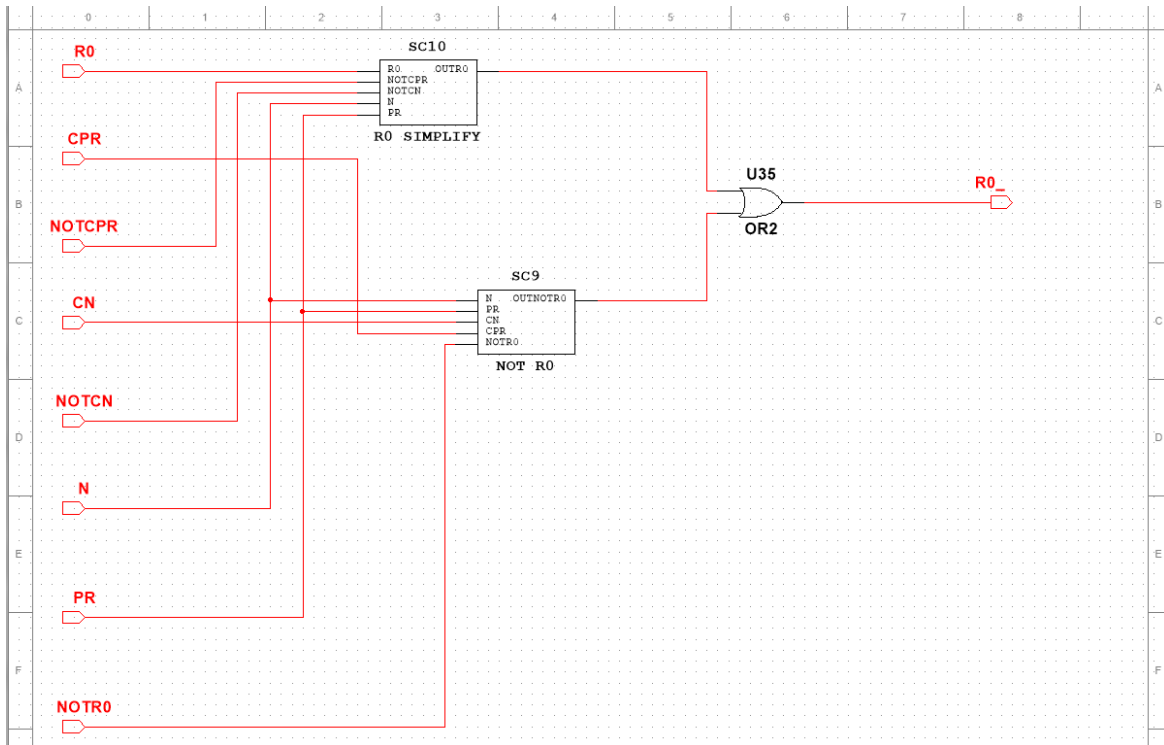 0 1 2 3 4 5 6 7 8
R0
SC10
R0 OUTR0
NOTCPR
NOTCN
N
PR
R0 SIMPLIFY
A A
CPR
U35
OR2
R0_
B B
NOTCPR
SC9
N OUTNOTR0
PR
CN
CPR
NOTR0
NOT R0
CN
C C
NOTCN
D D
N
E E
PR
F F
NOTR0